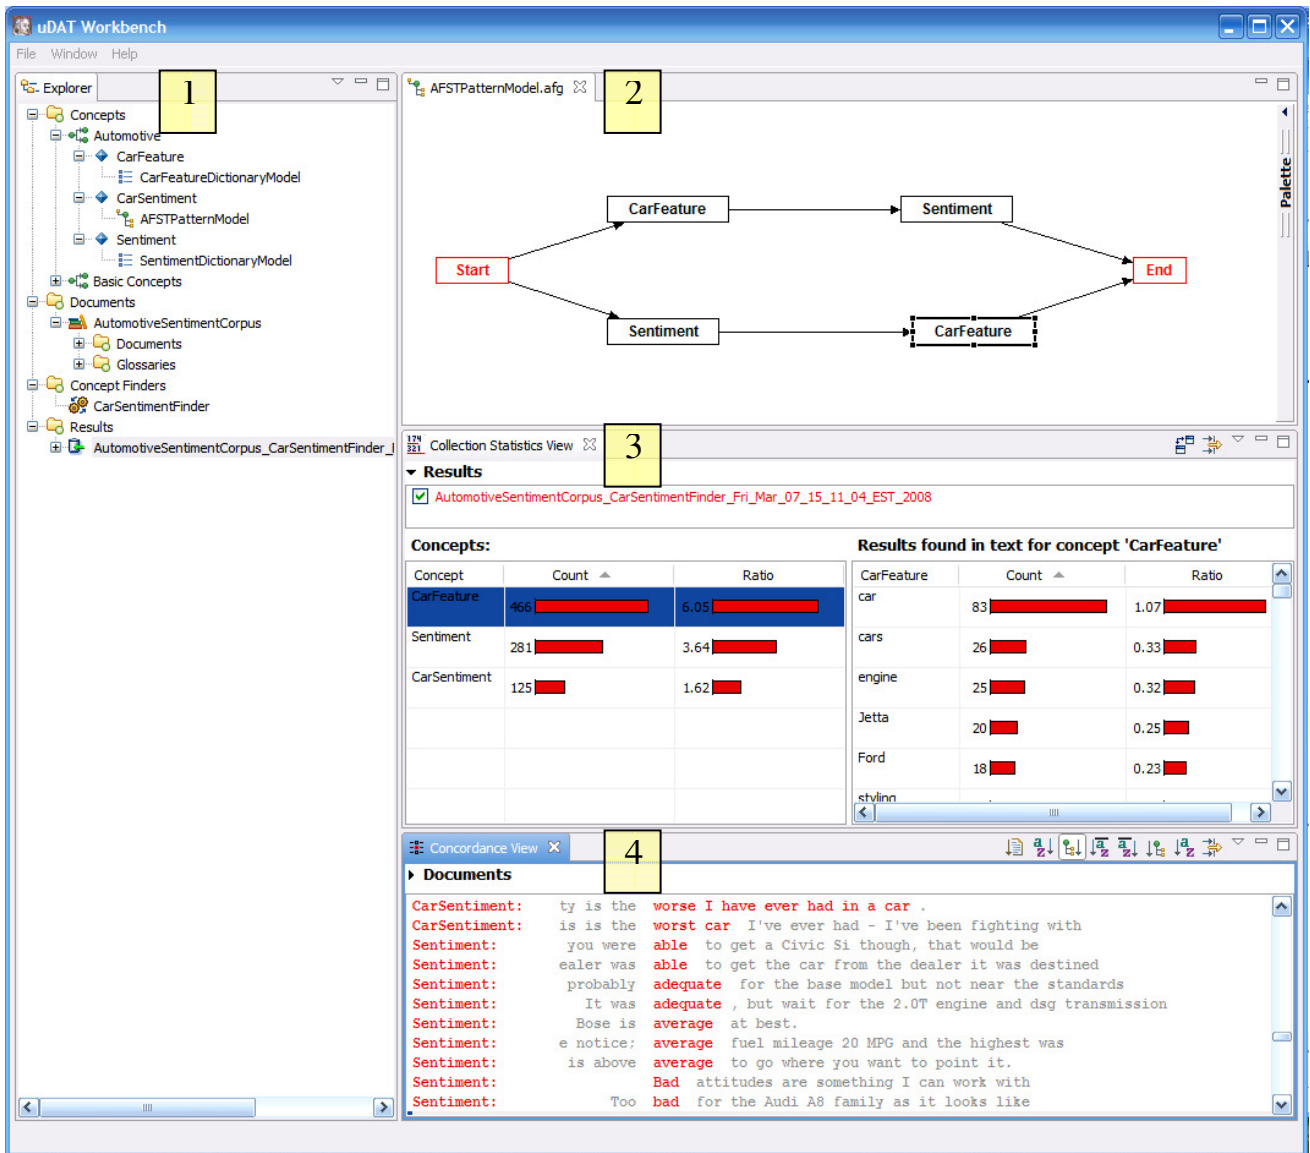 uDAT Workbench
File Window Help
Explorer
1
Concepts
Automotive
CarFeature
CarFeatureDictionaryModel
CarSentiment
AFSTPatternModel
Sentiment
SentimentDictionaryModel
Basic Concepts
Documents
AutomotiveSentimentCorpus
Documents
Glossaries
Concept Finders
CarSentimentFinder
Results
AutomotiveSentimentCorpus_CarSentimentFinder_
AFSTPatternModel.afg
2
Palette
CarFeature
Sentiment
Start
End
Sentiment
CarFeature
Collection Statistics View
3
Results
AutomotiveSentimentCorpus_CarSentimentFinder_Fri_Mar_07_15_11_04_EST_2008
Concepts:
Concept Count Ratio
CarFeature 466 6.05
Sentiment 281 3.64
CarSentiment 125 1.62
Results found in text for concept 'CarFeature'
CarFeature Count Ratio
car 83 1.07
cars 26 0.33
engine 25 0.32
Jetta 20 0.25
Ford 18 0.23
styling
Concordance View
4
Documents
CarSentiment: ty is the worse I have ever had in a car .
CarSentiment: is is the worst car I've ever had - I've been fighting with
Sentiment: you were able to get a Civic Si though, that would be
Sentiment: ealer was able to get the car from the dealer it was destined
Sentiment: probably adequate for the base model but not near the standards
Sentiment: It was adequate , but wait for the 2.0T engine and dsg transmission
Sentiment: Bose is average at best.
Sentiment: e notice; average fuel mileage 20 MPG and the highest was
Sentiment: is above average to go where you want to point it.
Sentiment: Bad attitudes are something I can work with
Sentiment: Too bad for the Audi A8 family as it looks like